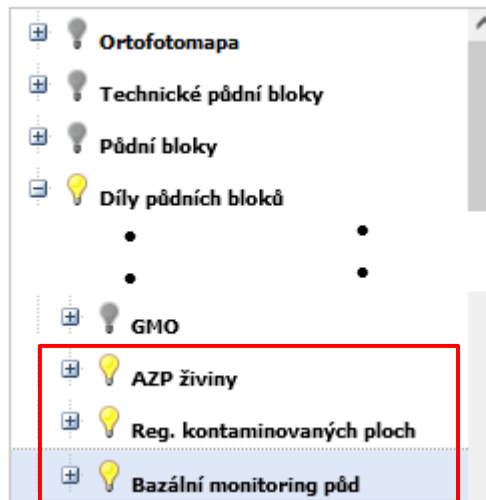 Ortofotomapa
Technické půdní bloky
Půdní bloky
Díly půdních bloků
GMO
AZP živiny
Reg. kontaminovaných ploch
Bazální monitoring půd